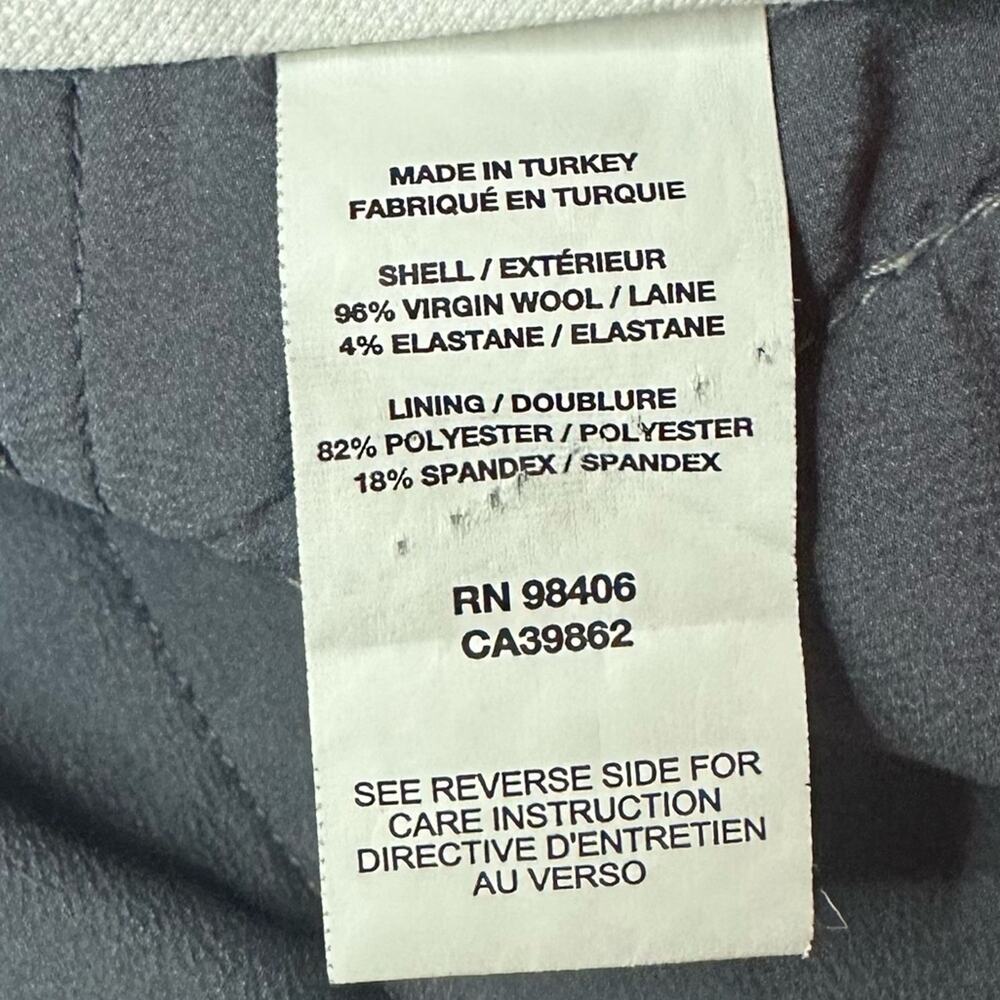 MADE IN TURKEY
FABRIQUÉ EN TURQUIE
SHELL / EXTÉRIEUR
96% VIRGIN WOOL / LAINE
4% ELASTANE / ELASTANE
LINING / DOUBLURE
82% POLYESTER / POLYESTER
18% SPANDEX / SPANDEX
RN 98406
CA39862
SEE REVERSE SIDE FOR
CARE INSTRUCTION
DIRECTIVE D'ENTRETIEN
AU VERSO